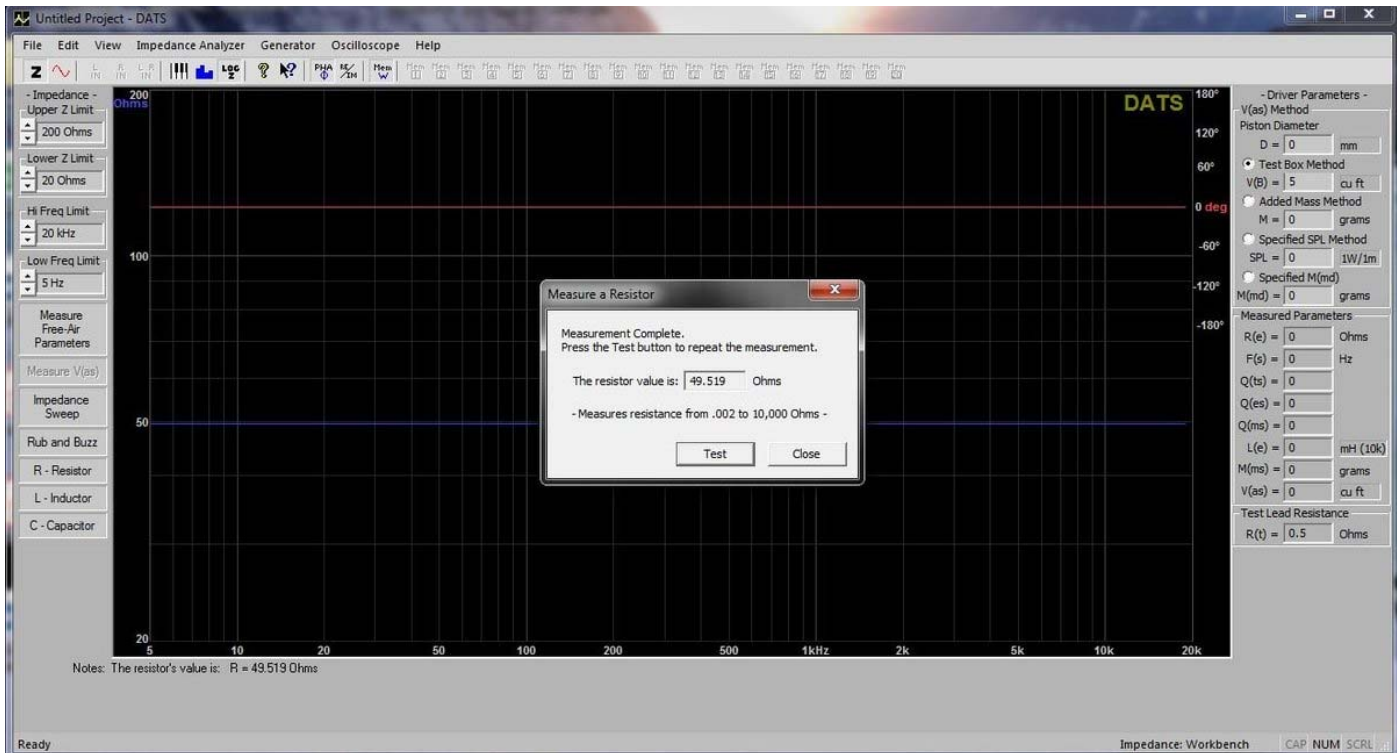 Untitled Project - DATS
File Edit View Impedance Analyzer Generator Oscilloscope Help
Z L IN R IN L R IN LOG Z PHA Φ RE/IM Mem W
- Impedance -
Upper Z Limit
200 Ohms
Lower Z Limit
20 Ohms
Hi Freq Limit
20 kHz
Low Freq Limit
5 Hz
Measure
Free-Air
Parameters
Measure V(as)
Impedance
Sweep
Rub and Buzz
R - Resistor
L - Inductor
C - Capacitor
200
Ohms
100
50
20
DATS
180°
120°
60°
0 deg
-60°
-120°
-180°
5 10 20 50 100 200 500 1kHz 2k 5k 10k 20k
Measure a Resistor
Measurement Complete.
Press the Test button to repeat the measurement.
The resistor value is: 49.519 Ohms
- Measures resistance from .002 to 10,000 Ohms -
Test Close
- Driver Parameters -
V(as) Method
Piston Diameter
D = 0 mm
Test Box Method
V(B) = 5 cu ft
Added Mass Method
M = 0 grams
Specified SPL Method
SPL = 0 1W/1m
Specified M(md)
M(md) = 0 grams
Measured Parameters
R(e) = 0 Ohms
F(s) = 0 Hz
Q(ts) = 0
Q(es) = 0
Q(ms) = 0
L(e) = 0 mH (10k)
M(ms) = 0 grams
V(as) = 0 cu ft
Test Lead Resistance
R(t) = 0.5 Ohms
Notes: The resistor's value is: R = 49.519 Ohms
Ready Impedance: Workbench CAP NUM SCRL